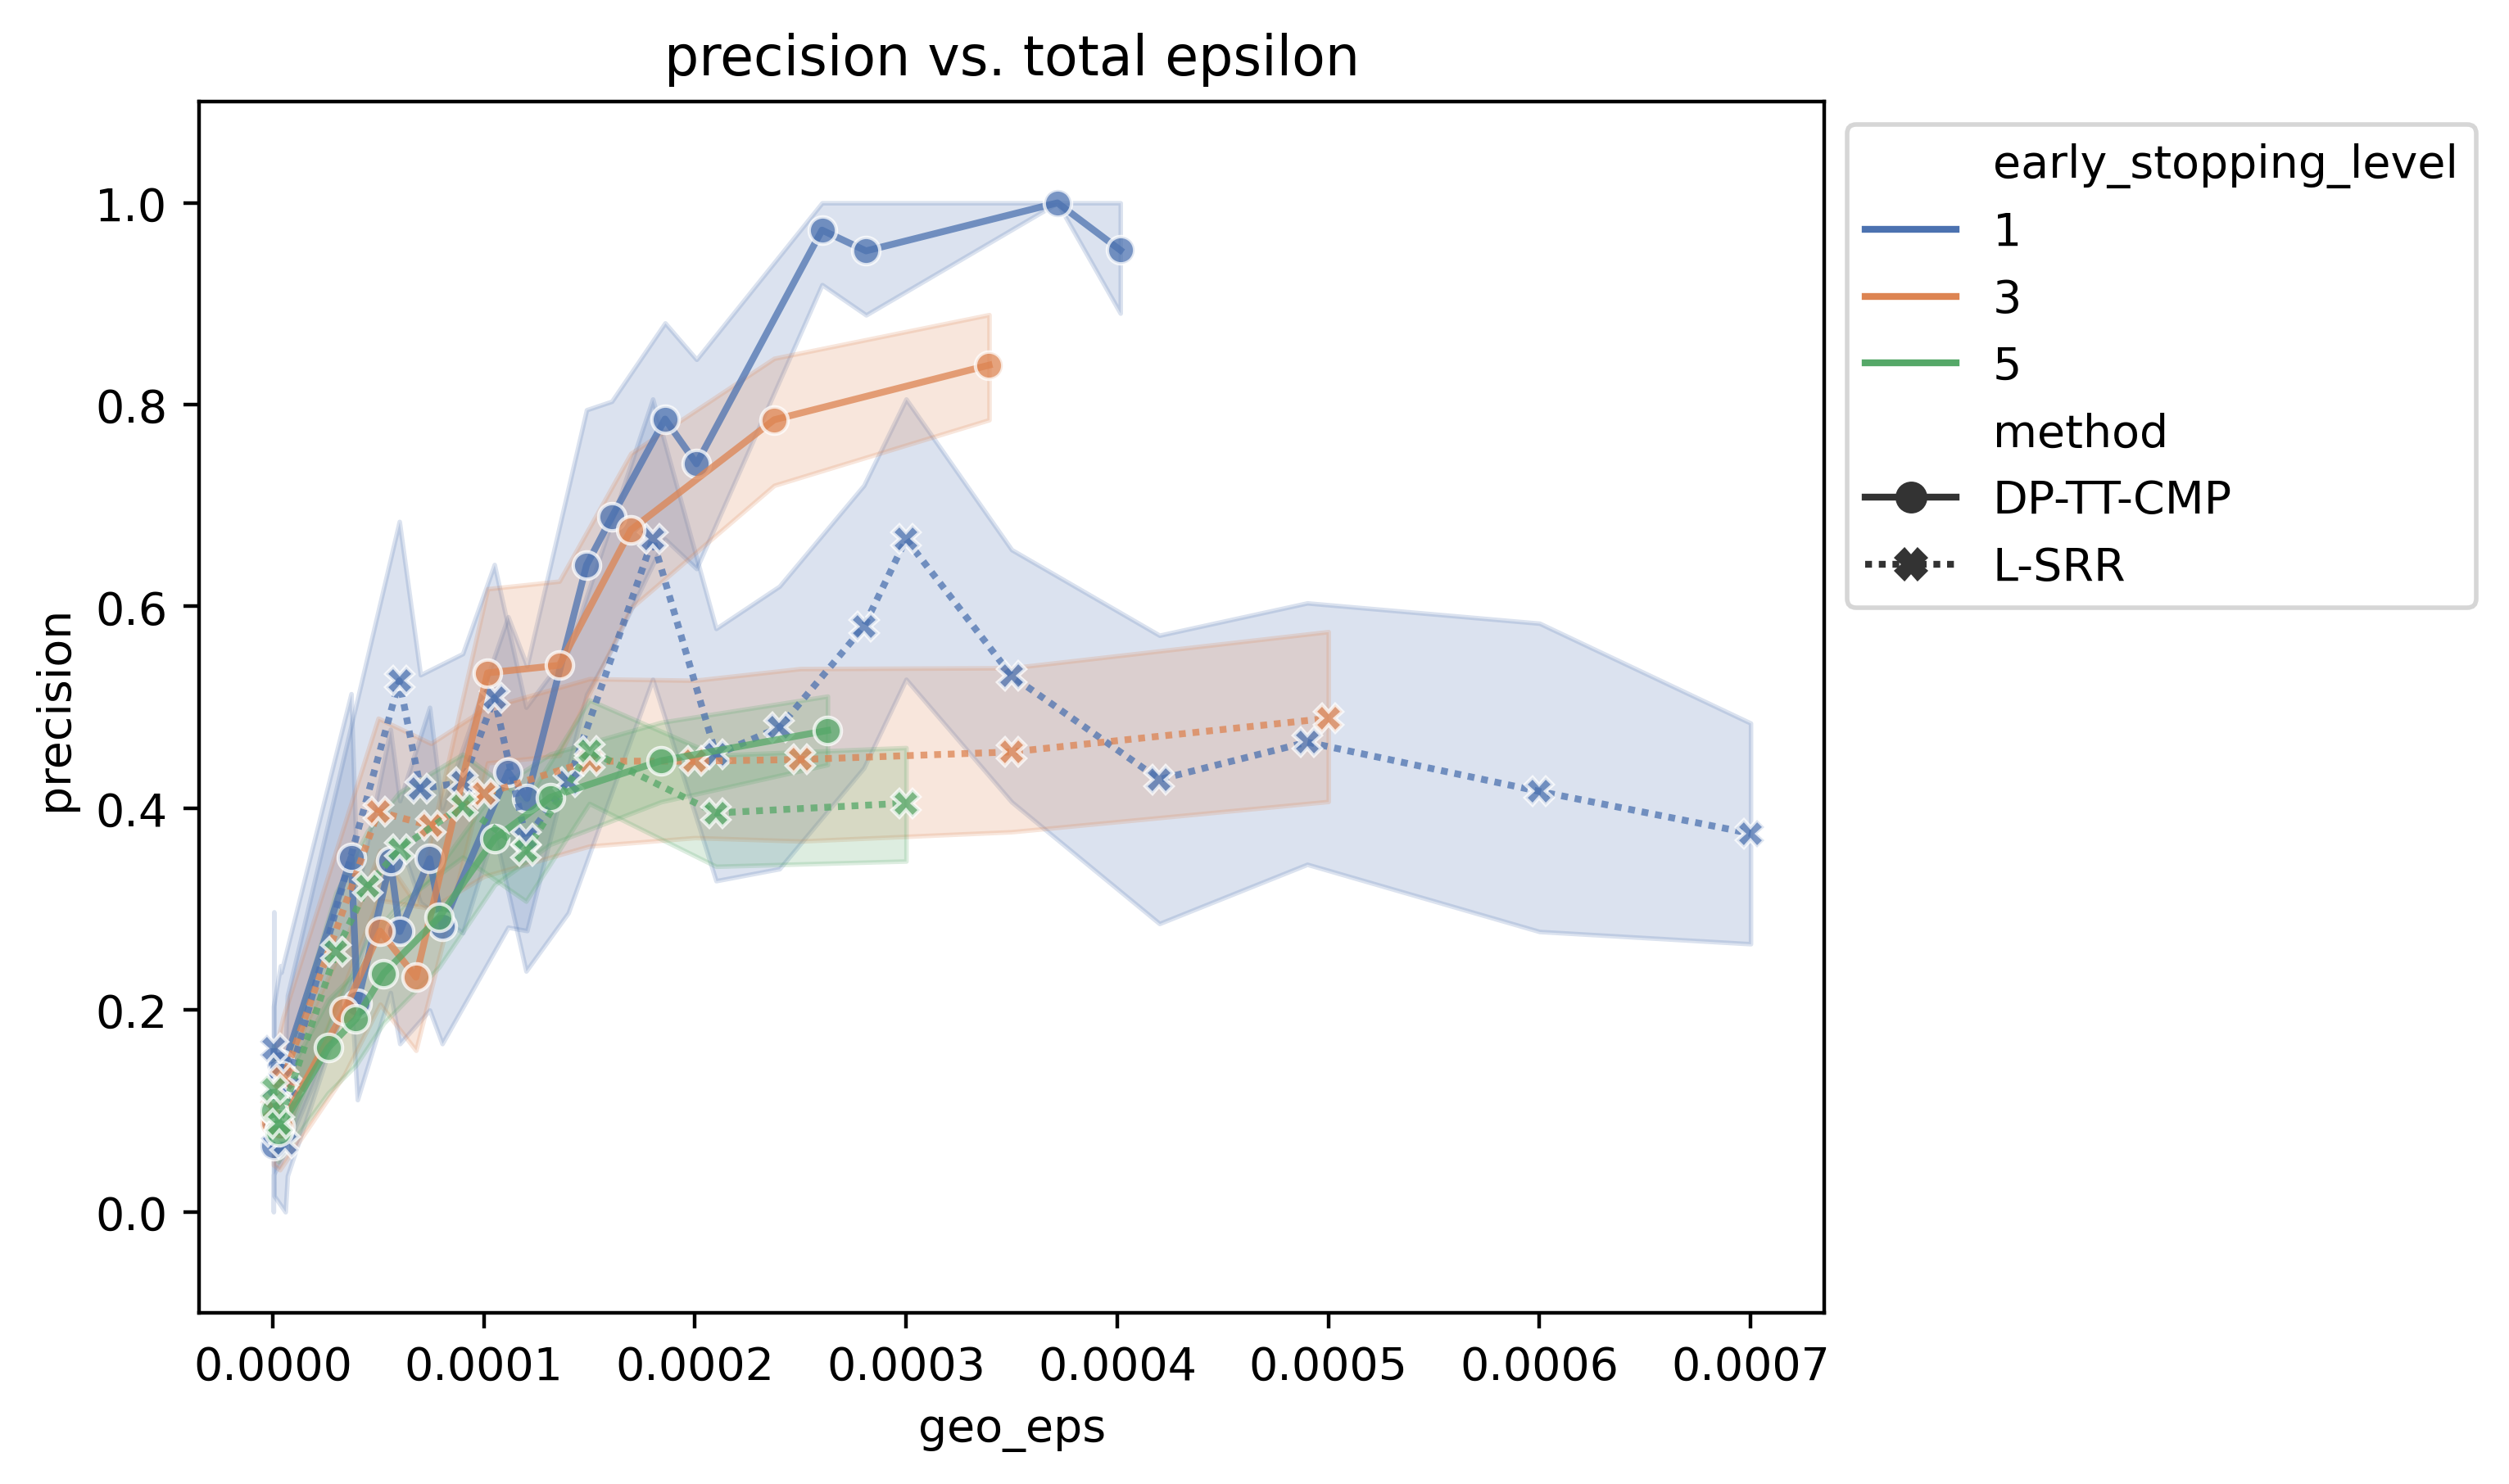 precision vs. total epsilon
precision
1.0
0.8
0.6
0.4
0.2
0.0
0.0000 0.0001 0.0002 0.0003 0.0004 0.0005 0.0006 0.0007
geo_eps
early_stopping_level
1
3
5
method
DP-TT-CMP
L-SRR